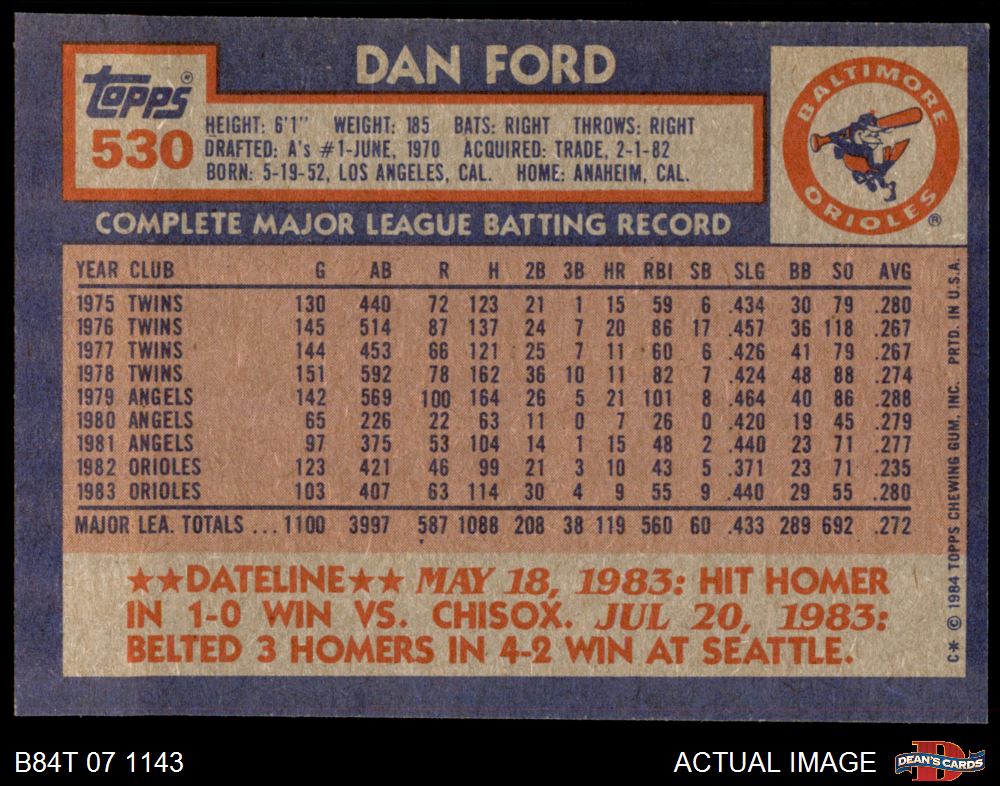 DAN FORD
topps®
530
HEIGHT: 6'1" WEIGHT: 185 BATS: RIGHT THROWS: RIGHT
DRAFTED: A's #1-JUNE, 1970 ACQUIRED: TRADE, 2-1-82
BORN: 5-19-52, LOS ANGELES, CAL. HOME: ANAHEIM, CAL.
BALTIMORE
ORIOLES ®
COMPLETE MAJOR LEAGUE BATTING RECORD
YEAR CLUB G AB R H 2B 3B HR RBI SB SLG BB SO AVG
1975 TWINS 130 440 72 123 21 1 15 59 6 .434 30 79 .280
1976 TWINS 145 514 87 137 24 7 20 86 17 .457 36 118 .267
1977 TWINS 144 453 66 121 25 7 11 60 6 .426 41 79 .267
1978 TWINS 151 592 78 162 36 10 11 82 7 .424 48 88 .274
1979 ANGELS 142 569 100 164 26 5 21 101 8 .464 40 86 .288
1980 ANGELS 65 226 22 63 11 0 7 26 0 .420 19 45 .279
1981 ANGELS 97 375 53 104 14 1 15 48 2 .440 23 71 .277
1982 ORIOLES 123 421 46 99 21 3 10 43 5 .371 23 71 .235
1983 ORIOLES 103 407 63 114 30 4 9 55 9 .440 29 55 .280
MAJOR LEA. TOTALS ... 1100 3997 587 1088 208 38 119 560 60 .433 289 692 .272
★★DATELINE★★ MAY 18, 1983: HIT HOMER
IN 1-0 WIN VS. CHISOX. JUL 20, 1983:
BELTED 3 HOMERS IN 4-2 WIN AT SEATTLE.
C* © 1984 TOPPS CHEWING GUM, INC. PRTD. IN U.S.A.
B84T 07 1143
ACTUAL IMAGE
D
DEAN'S CARDS